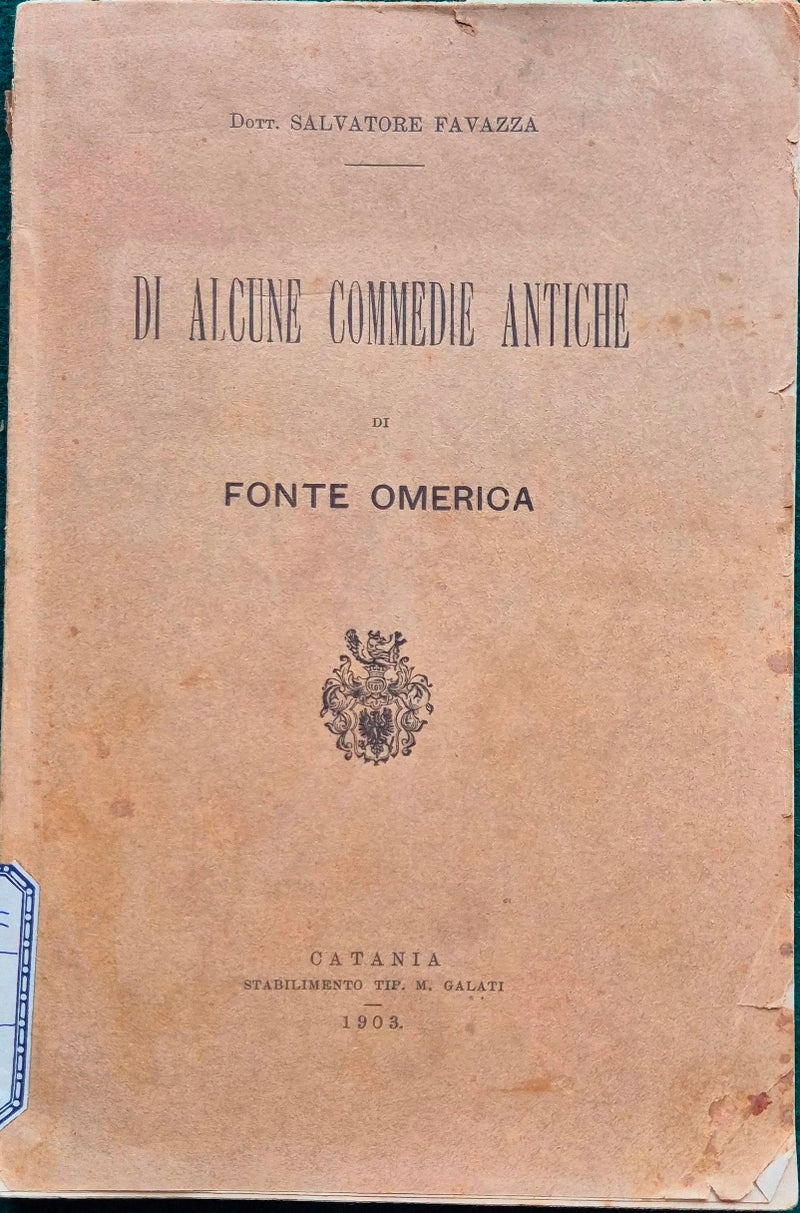 Dott. SALVATORE FAVAZZA
DI ALCUNE COMMEDIE ANTICHE
DI
FONTE OMERICA
CATANIA
STABILIMENTO TIP. M. GALATI
1903.